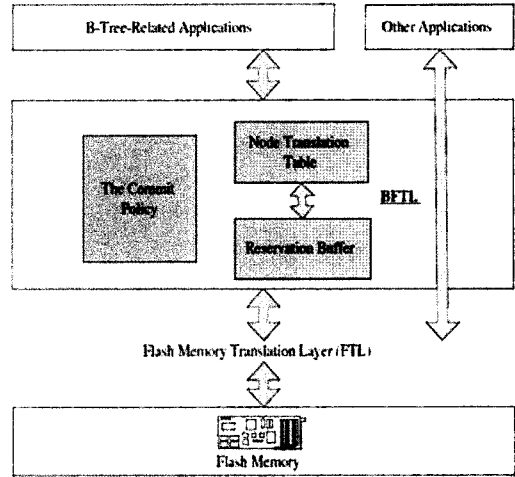 B-Tree-Related Applications
Other Applications
Node Translation
Table
The Commit
Policy
BFTL
Reservation Buffer
Flash Memory Translation Layer (FTL)
Flash Memory